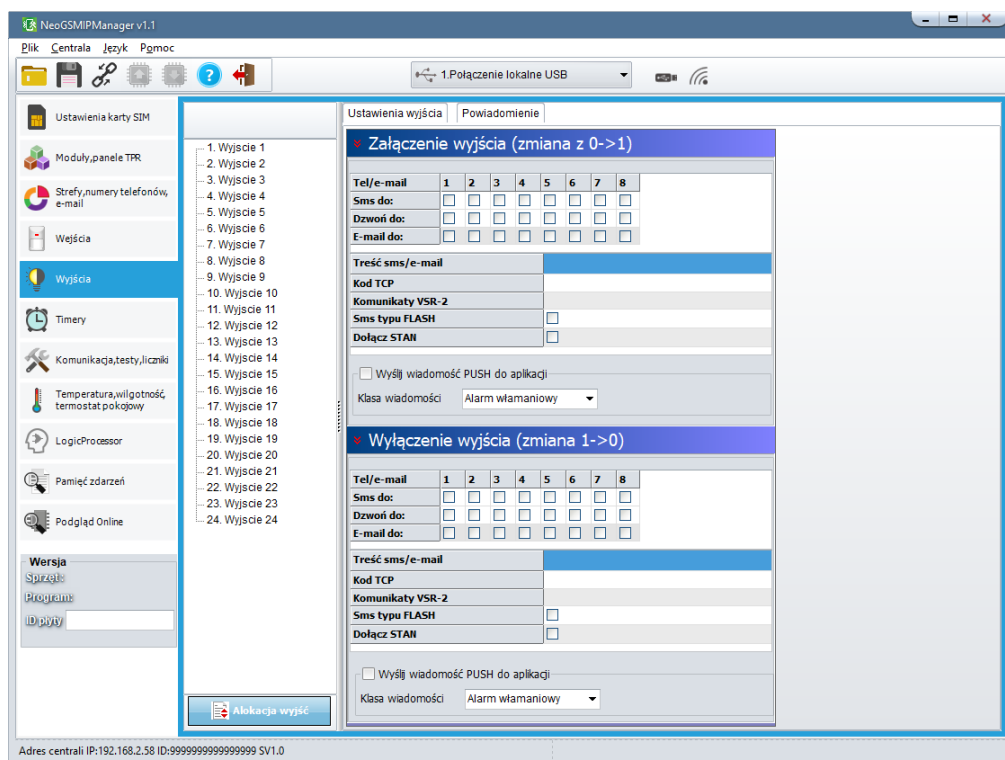 NeoGSMIPManager v1.1
Plik Centrala Język Pomoc
1.Połączenie lokalne USB
Ustawienia karty SIM
Moduły,panele TPR
Strefy,numery telefonów,
e-mail
Wejścia
Wyjścia
Timery
Komunikacja,testy,liczniki
Temperatura,wilgotność,
termostat pokojowy
LogicProcessor
Pamięć zdarzeń
Podgląd Online
Wersja
Sprzęt:
Program:
ID płyty
1. Wyjscie 1
2. Wyjscie 2
3. Wyjscie 3
4. Wyjscie 4
5. Wyjscie 5
6. Wyjscie 6
7. Wyjscie 7
8. Wyjscie 8
9. Wyjscie 9
10. Wyjscie 10
11. Wyjscie 11
12. Wyjscie 12
13. Wyjscie 13
14. Wyjscie 14
15. Wyjscie 15
16. Wyjscie 16
17. Wyjscie 17
18. Wyjscie 18
19. Wyjscie 19
20. Wyjscie 20
21. Wyjscie 21
22. Wyjscie 22
23. Wyjscie 23
24. Wyjscie 24
Alokacja wyjść
Ustawienia wyjścia Powiadomienie
Załączenie wyjścia (zmiana z 0->1)
Tel/e-mail 1 2 3 4 5 6 7 8
Sms do:
Dzwoń do:
E-mail do:
Treść sms/e-mail
Kod TCP
Komunikaty VSR-2
Sms typu FLASH
Dołącz STAN
Wyślij wiadomość PUSH do aplikacji
Klasa wiadomości Alarm włamaniowy
Wyłączenie wyjścia (zmiana 1->0)
Tel/e-mail 1 2 3 4 5 6 7 8
Sms do:
Dzwoń do:
E-mail do:
Treść sms/e-mail
Kod TCP
Komunikaty VSR-2
Sms typu FLASH
Dołącz STAN
Wyślij wiadomość PUSH do aplikacji
Klasa wiadomości Alarm włamaniowy
Adres centrali IP:192.168.2.58 ID:9999999999999999 SV1.0